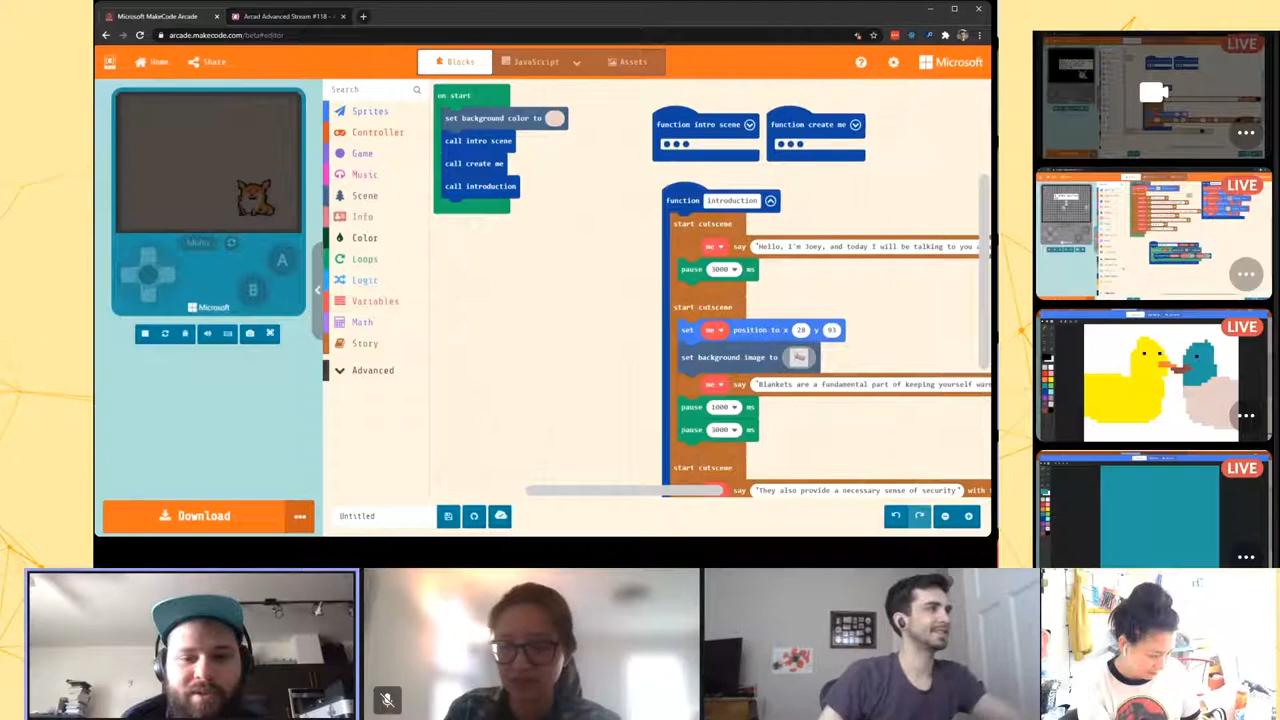 Microsoft MakeCode Arcade
Arcad Advanced Stream #118 -
arcade.makecode.com/beta#editor
Home
Share
Blocks
JavaScript
Assets
Microsoft
Search
Sprites
Controller
Game
Music
Scene
Info
Color
Loops
Logic
Variables
Math
Story
Advanced
A
B
Microsoft
Download
Untitled
on start
set background color to
call intro scene
call create me
call introduction
function intro scene
function create me
function introduction
start cutscene
me say "Hello, I'm Joey, and today I will be talking to you a
pause 3000 ms
start cutscene
set me position to x 28 y 93
set background image to
me say "Blankets are a fundamental part of keeping yourself war
pause 1000 ms
pause 3000 ms
start cutscene
say "They also provide a necessary sense of security" with
LIVE
LIVE
LIVE
LIVE